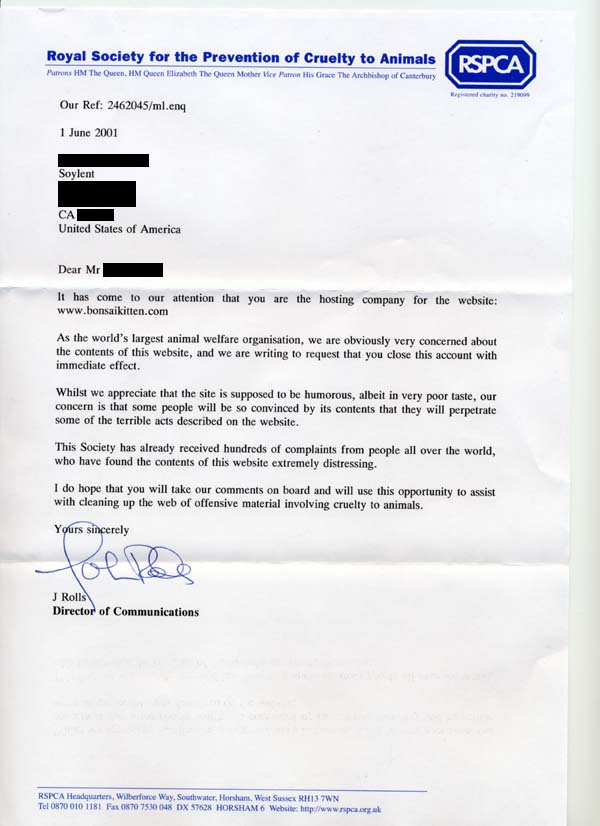 Royal Society for the Prevention of Cruelty to Animals
Patrons HM The Queen, HM Queen Elizabeth The Queen Mother Vice Patron His Grace The Archbishop of Canterbury
RSPCA
Registered charity no. 219099
Our Ref: 2462045/ml.enq
1 June 2001
Soylent
CA
United States of America
Dear Mr
It has come to our attention that you are the hosting company for the website:
www.bonsaikitten.com
As the world's largest animal welfare organisation, we are obviously very concerned about
the contents of this website, and we are writing to request that you close this account with
immediate effect.
Whilst we appreciate that the site is supposed to be humorous, albeit in very poor taste, our
concern is that some people will be so convinced by its contents that they will perpetrate
some of the terrible acts described on the website.
This Society has already received hundreds of complaints from people all over the world,
who have found the contents of this website extremely distressing.
I do hope that you will take our comments on board and will use this opportunity to assist
with cleaning up the web of offensive material involving cruelty to animals.
Yours sincerely
J Rolls
Director of Communications
RSPCA Headquarters, Wilberforce Way, Southwater, Horsham, West Sussex RH13 7WN
Tel 0870 010 1181 Fax 0870 7530 048 DX 57628 HORSHAM 6 Website: http://www.rspca.org.uk